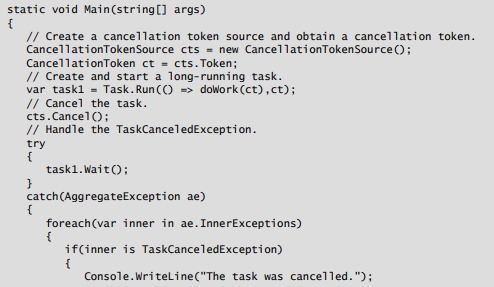 static void Main(string[] args)
{
// Create a cancellation token source and obtain a cancellation token.
CancellationTokenSource cts = new CancellationTokenSource();
CancellationToken ct = cts.Token;
// Create and start a long-running task.
var task1 = Task.Run(() => doWork(ct),ct);
// Cancel the task.
cts.Cancel();
// Handle the TaskCanceledException.
try
{
task1.Wait();
}
catch(AggregateException ae)
{
foreach(var inner in ae.InnerExceptions)
{
if(inner is TaskCanceledException)
{
Console.WriteLine("The task was cancelled.");